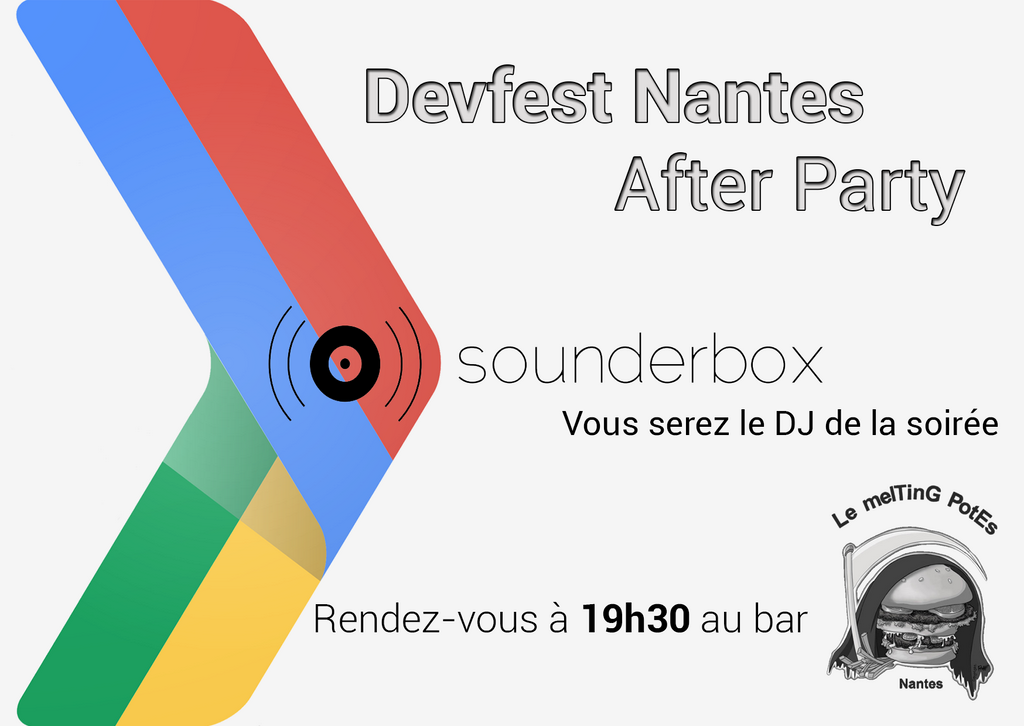 Devfest Nantes
After Party
sounderbox
Vous serez le DJ de la soirée
Le melTinG PotEs
Rendez-vous à 19h30 au bar
Nantes